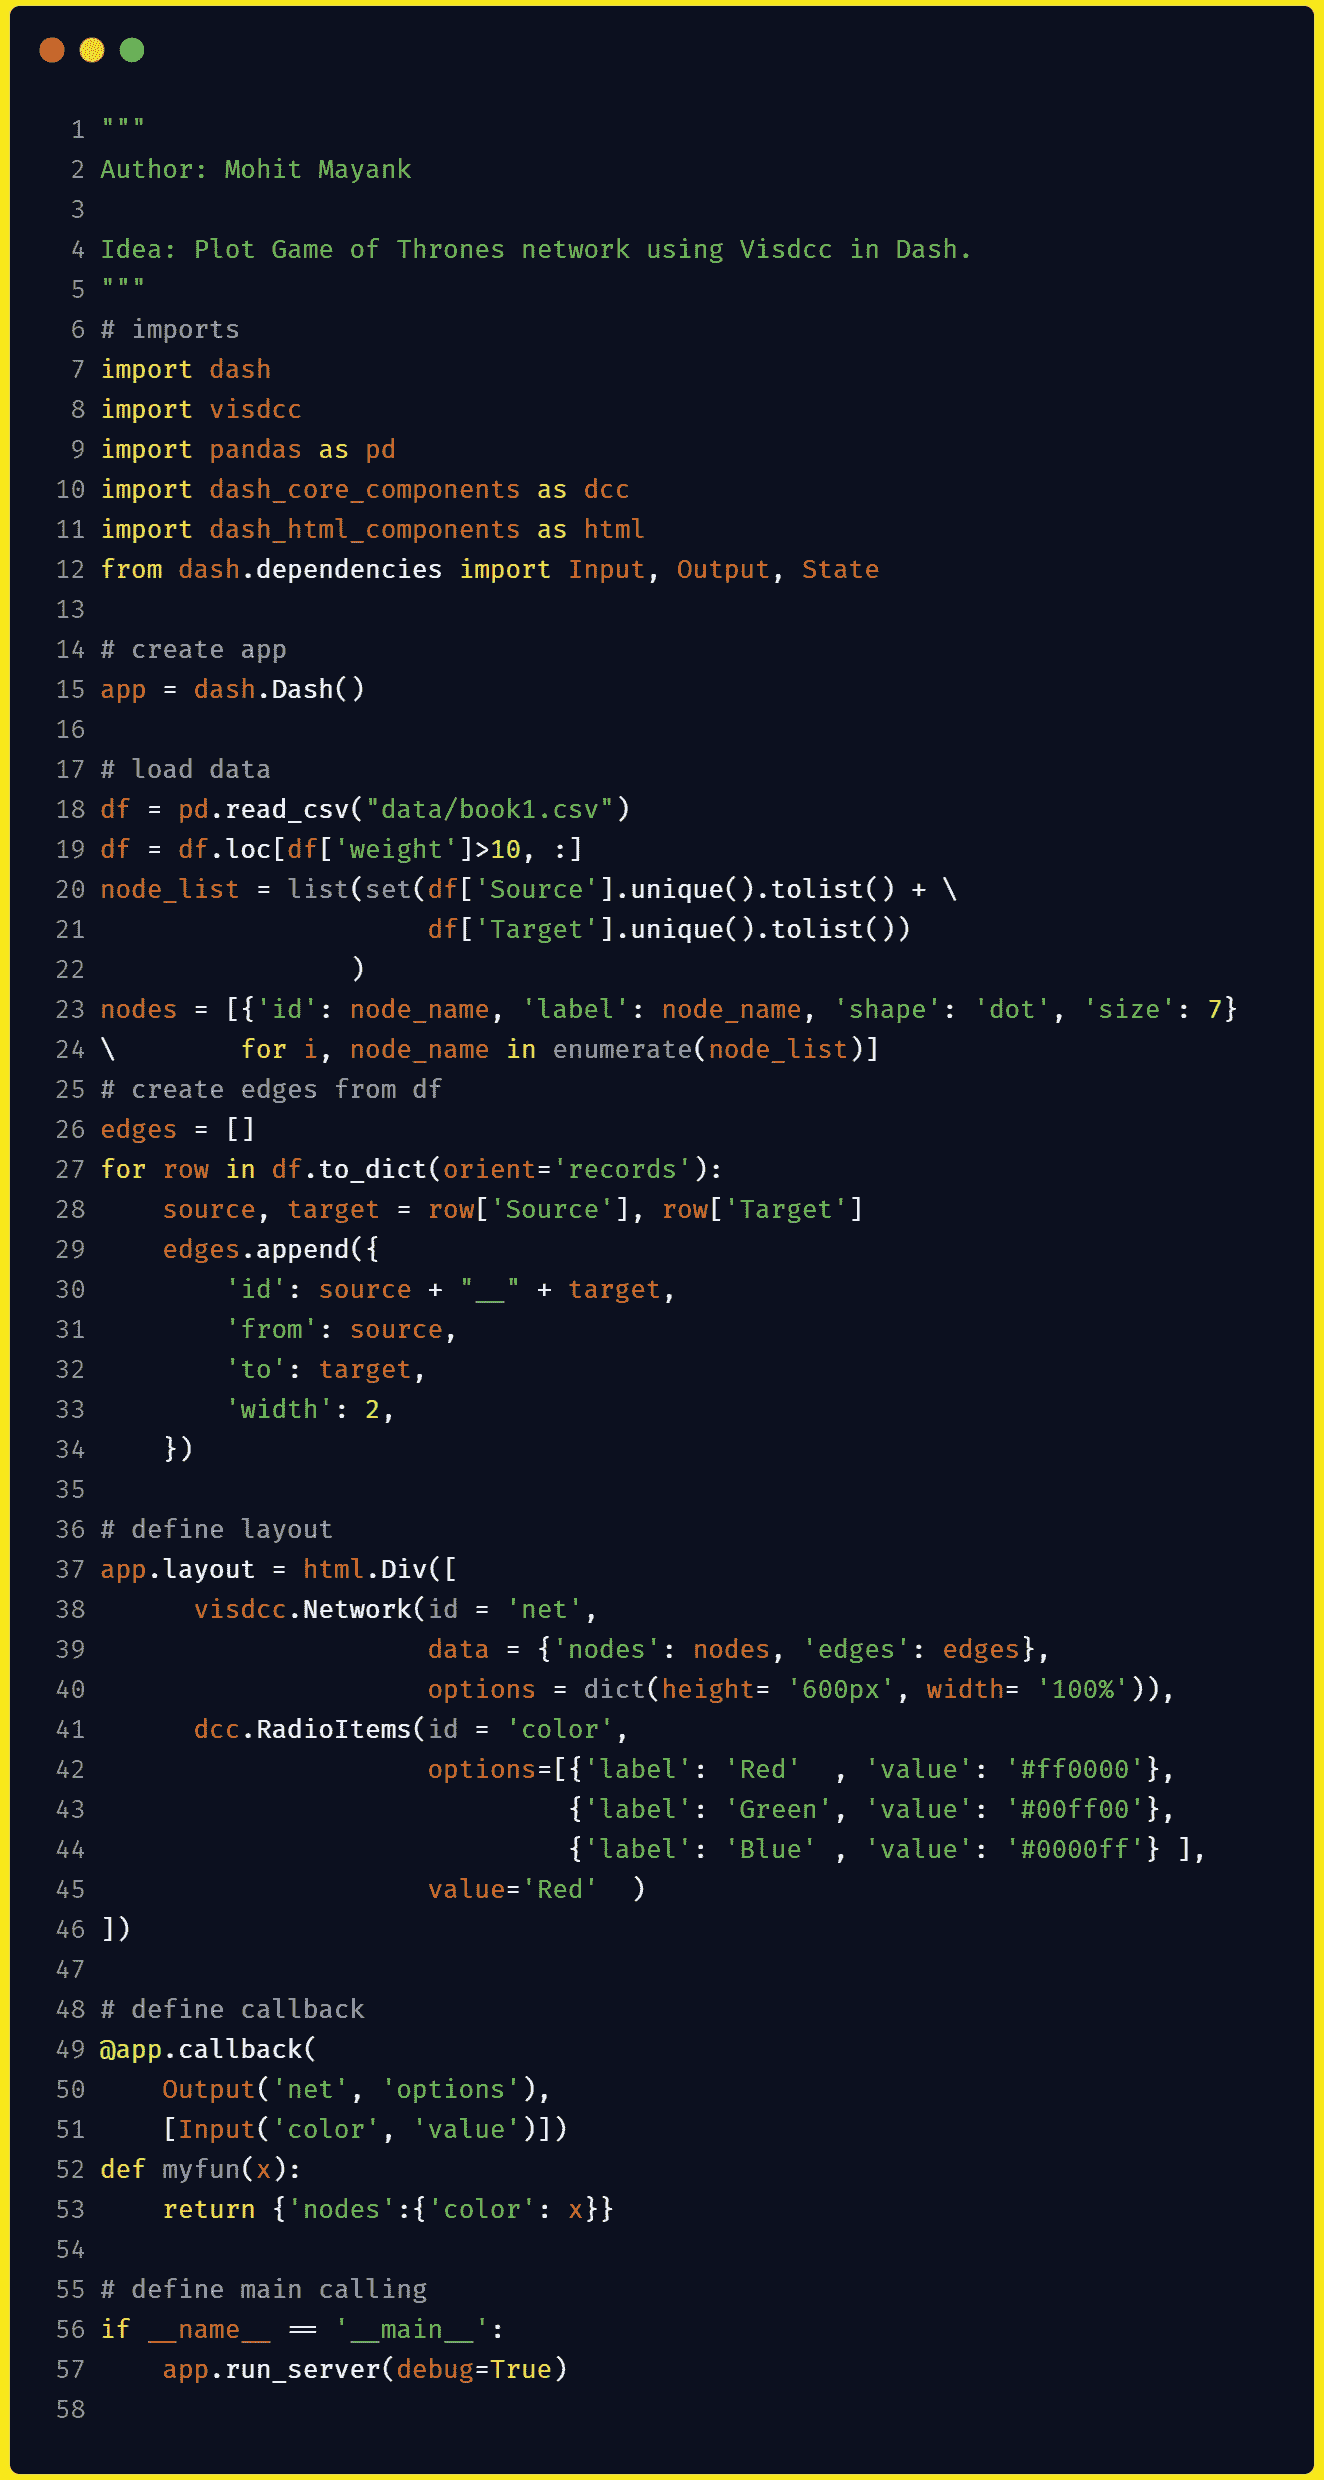 1 """
2 Author: Mohit Mayank
3
4 Idea: Plot Game of Thrones network using Visdcc in Dash.
5 """
6 # imports
7 import dash
8 import visdcc
9 import pandas as pd
10 import dash_core_components as dcc
11 import dash_html_components as html
12 from dash.dependencies import Input, Output, State
13
14 # create app
15 app = dash.Dash()
16
17 # load data
18 df = pd.read_csv("data/book1.csv")
19 df = df.loc[df['weight']>10, :]
20 node_list = list(set(df['Source'].unique().tolist() + \
21                      df['Target'].unique().tolist())
22                 )
23 nodes = [{'id': node_name, 'label': node_name, 'shape': 'dot', 'size': 7}
24 \        for i, node_name in enumerate(node_list)]
25 # create edges from df
26 edges = []
27 for row in df.to_dict(orient='records'):
28     source, target = row['Source'], row['Target']
29     edges.append({
30         'id': source + "__" + target,
31         'from': source,
32         'to': target,
33         'width': 2,
34     })
35
36 # define layout
37 app.layout = html.Div([
38       visdcc.Network(id = 'net',
39                      data = {'nodes': nodes, 'edges': edges},
40                      options = dict(height= '600px', width= '100%')),
41       dcc.RadioItems(id = 'color',
42                      options=[{'label': 'Red'  , 'value': '#ff0000'},
43                               {'label': 'Green', 'value': '#00ff00'},
44                               {'label': 'Blue' , 'value': '#0000ff'} ],
45                      value='Red'  )
46 ])
47
48 # define callback
49 @app.callback(
50     Output('net', 'options'),
51     [Input('color', 'value')])
52 def myfun(x):
53     return {'nodes':{'color': x}}
54
55 # define main calling
56 if __name__ == '__main__':
57     app.run_server(debug=True)
58